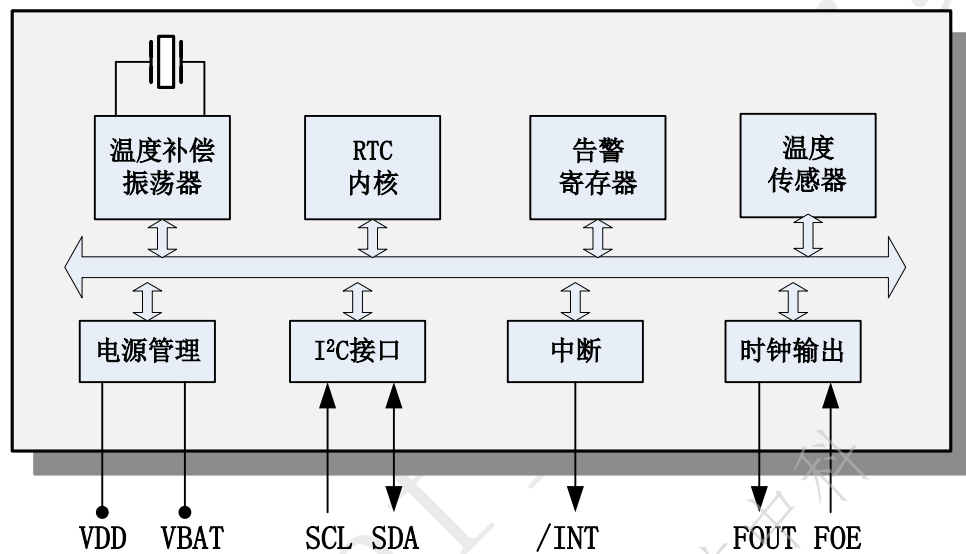 温度补偿
振荡器
RTC
内核
告警
寄存器
温度
传感器
电源管理
I²C接口
中断
时钟输出
VDD VBAT SCL SDA /INT FOUT FOE